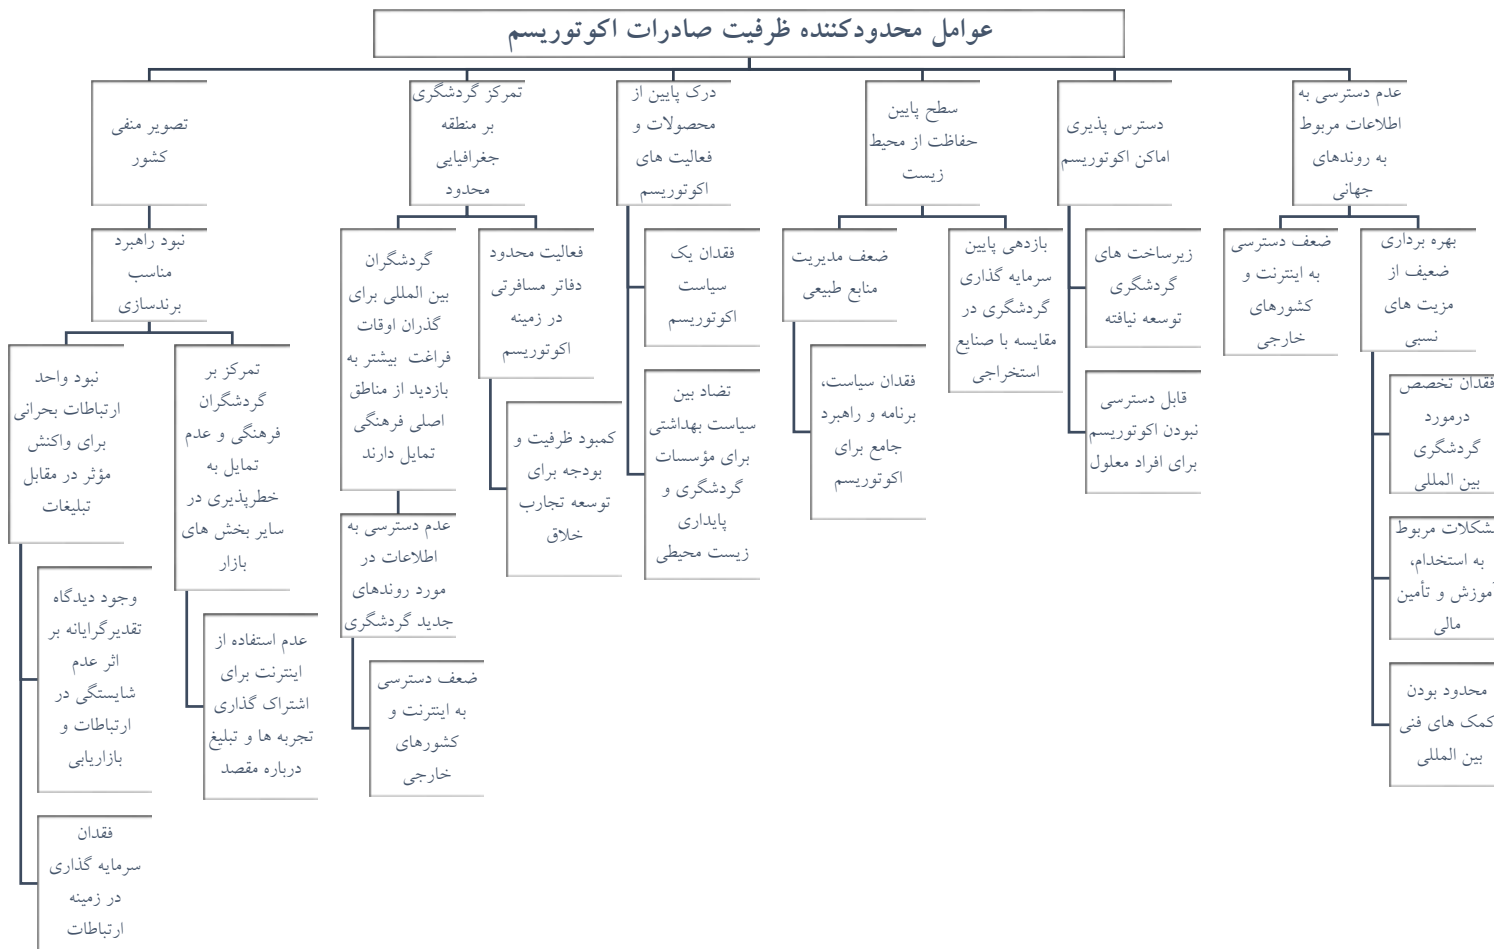 عوامل محدودکننده ظرفیت صادرات اکوتوریسم
عدم دسترسی به
اطلاعات مربوط
به روندهای
جهانی
بهره برداری
ضعیف از
مزیت های
نسبی
فقدان تخصص
درمورد
گردشگری
بین المللی
مشکلات مربوط
به استخدام،
آموزش و تأمین
مالی
محدود بودن
کمک های فنی
بین المللی
ضعف دسترسی
به اینترنت و
کشورهای
خارجی
دسترس پذیری
اماکن اکوتوریسم
زیرساخت های
گردشگری
توسعه نیافته
قابل دسترسی
نبودن اکوتوریسم
برای افراد معلول
سطح پایین
حفاظت از محیط
زیست
بازدهی پایین
سرمایه گذاری
گردشگری در
مقایسه با صنایع
استخراجی
ضعف مدیریت
منابع طبیعی
فقدان سیاست،
برنامه و راهبرد
جامع برای
اکوتوریسم
درک پایین از
محصولات و
فعالیت های
اکوتوریسم
فقدان یک
سیاست
اکوتوریسم
تضاد بین
سیاست بهداشتی
برای مؤسسات
گردشگری و
پایداری
زیست محیطی
تمرکز گردشگری
بر منطقه
جغرافیایی
محدود
فعالیت محدود
دفاتر مسافرتی
در زمینه
اکوتوریسم
کمبود ظرفیت و
بودجه برای
توسعه تجارب
خلاق
گردشگران
بین المللی برای
گذران اوقات
فراغت بیشتر به
بازدید از مناطق
اصلی فرهنگی
تمایل دارند
عدم دسترسی به
اطلاعات در
مورد روندهای
جدید گردشگری
ضعف دسترسی
به اینترنت و
کشورهای
خارجی
تصویر منفی
کشور
نبود راهبرد
مناسب
برندسازی
تمرکز بر
گردشگران
فرهنگی و عدم
تمایل به
خطرپذیری در
سایر بخش های
بازار
عدم استفاده از
اینترنت برای
اشتراک گذاری
تجربه ها و تبلیغ
درباره مقصد
نبود واحد
ارتباطات بحرانی
برای واکنش
مؤثر در مقابل
تبلیغات
وجود دیدگاه
تقدیرگرایانه بر
اثر عدم
شایستگی در
ارتباطات و
بازاریابی
فقدان
سرمایه گذاری
در زمینه
ارتباطات